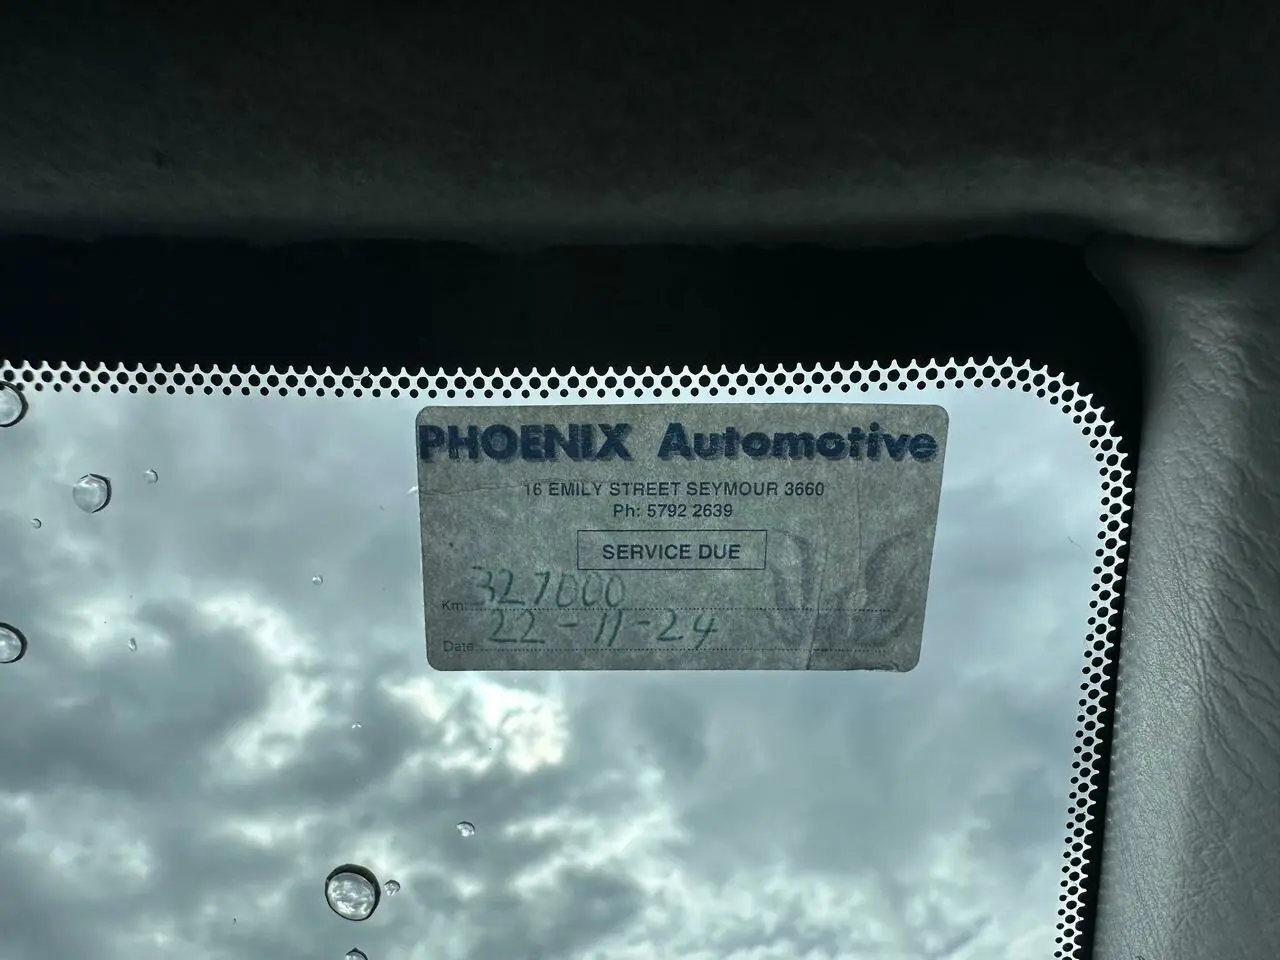 PHOENIX Automotive
16 EMILY STREET SEYMOUR 3660
Ph: 5792 2639
SERVICE DUE
Km: 327000
Date 22-11-24